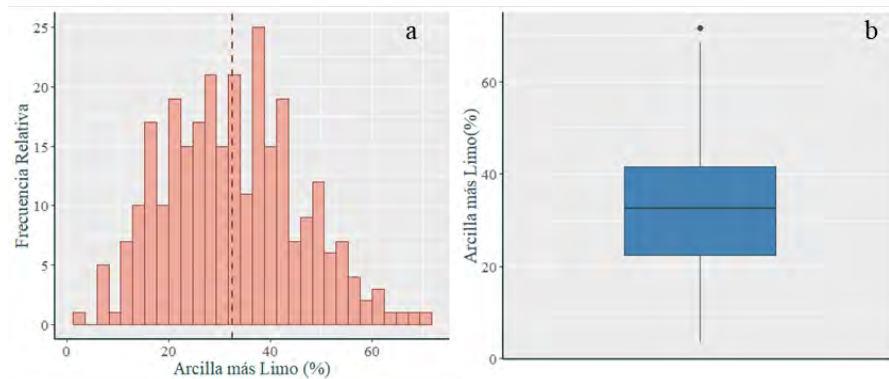 a
25
20
15
10
5
0
Frecuencia Relativa
0 20 40 60
Arcilla más Limo (%)
b
60
40
20
0
Arcilla más Limo(%)